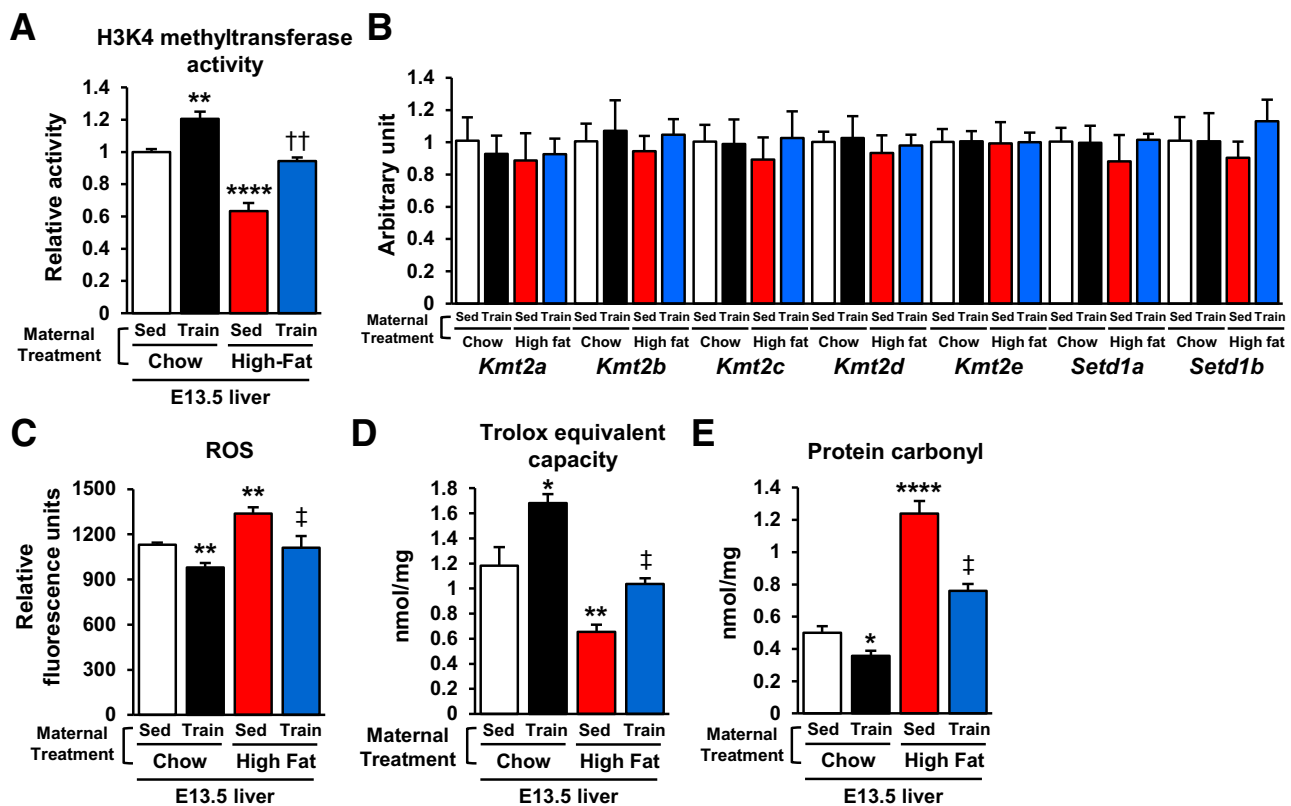 A
H3K4 methyltransferase
activity
Relative activity
1.4
1.2
1
0.8
0.6
0.4
0.2
0
**
****
††
Maternal
Treatment
Sed Train Sed Train
Chow High-Fat
E13.5 liver
B
Arbitrary unit
1.4
1.2
1
0.8
0.6
0.4
0.2
0
Maternal
Treatment
Sed Train Sed Train Sed Train Sed Train Sed Train Sed Train Sed Train Sed Train Sed Train Sed Train Sed Train Sed Train Sed Train Sed Train
Chow High fat Chow High fat Chow High fat Chow High fat Chow High fat Chow High fat Chow High fat
Kmt2a Kmt2b Kmt2c Kmt2d Kmt2e Setd1a Setd1b
C
ROS
Relative
fluorescence units
1500
1200
900
600
300
0
**
**
‡
Maternal
Treatment
Sed Train Sed Train
Chow High Fat
E13.5 liver
D
Trolox equivalent
capacity
nmol/mg
1.8
1.6
1.4
1.2
1
0.8
0.6
0.4
0.2
0
*
**
‡
Maternal
Treatment
Sed Train Sed Train
Chow High Fat
E13.5 liver
E
Protein carbonyl
nmol/mg
1.4
1.2
1
0.8
0.6
0.4
0.2
0
*
****
‡
Maternal
Treatment
Sed Train Sed Train
Chow High Fat
E13.5 liver